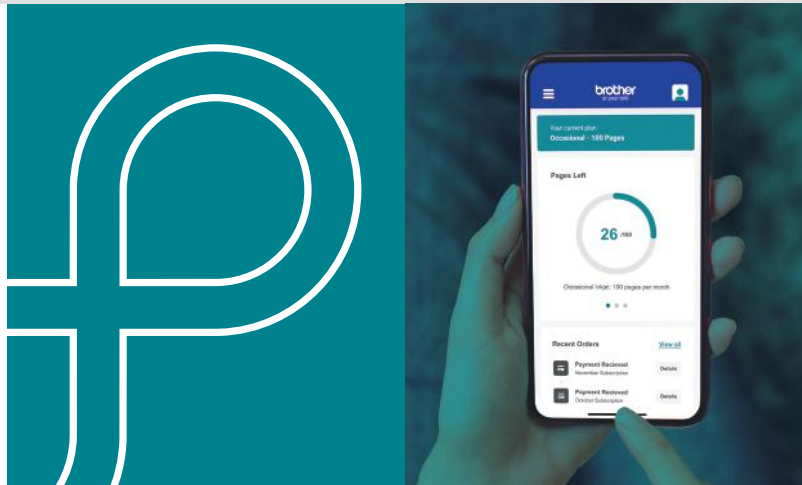 brother
at your side
Your current plan
Occasional - 100 Pages
Pages Left
26 /100
Occasional Inkjet: 100 pages per month
Recent Orders View all
Payment Recieved
November Subscription
Details
Payment Recieved
October Subscription
Details